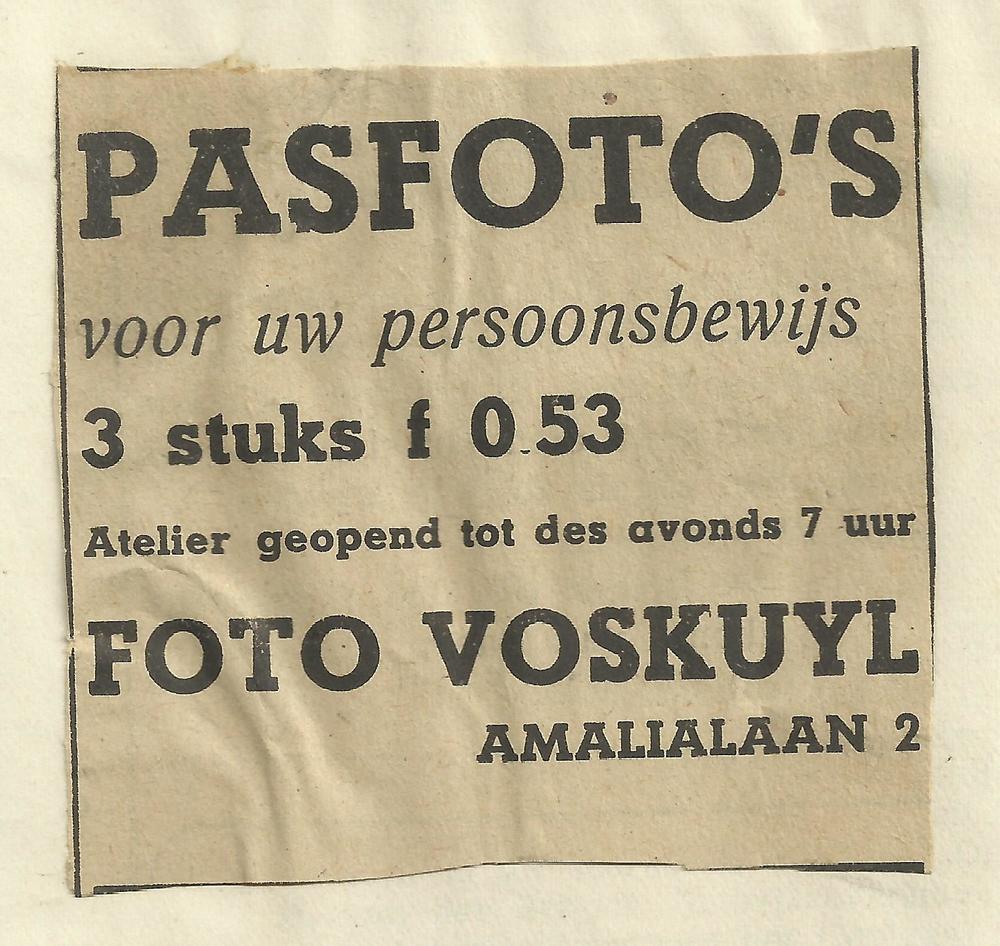 PASFOTO'S
voor uw persoonsbewijs
3 stuks f 0.53
Atelier geopend tot des avonds 7 uur
FOTO VOSKUYL
AMALIALAAN 2